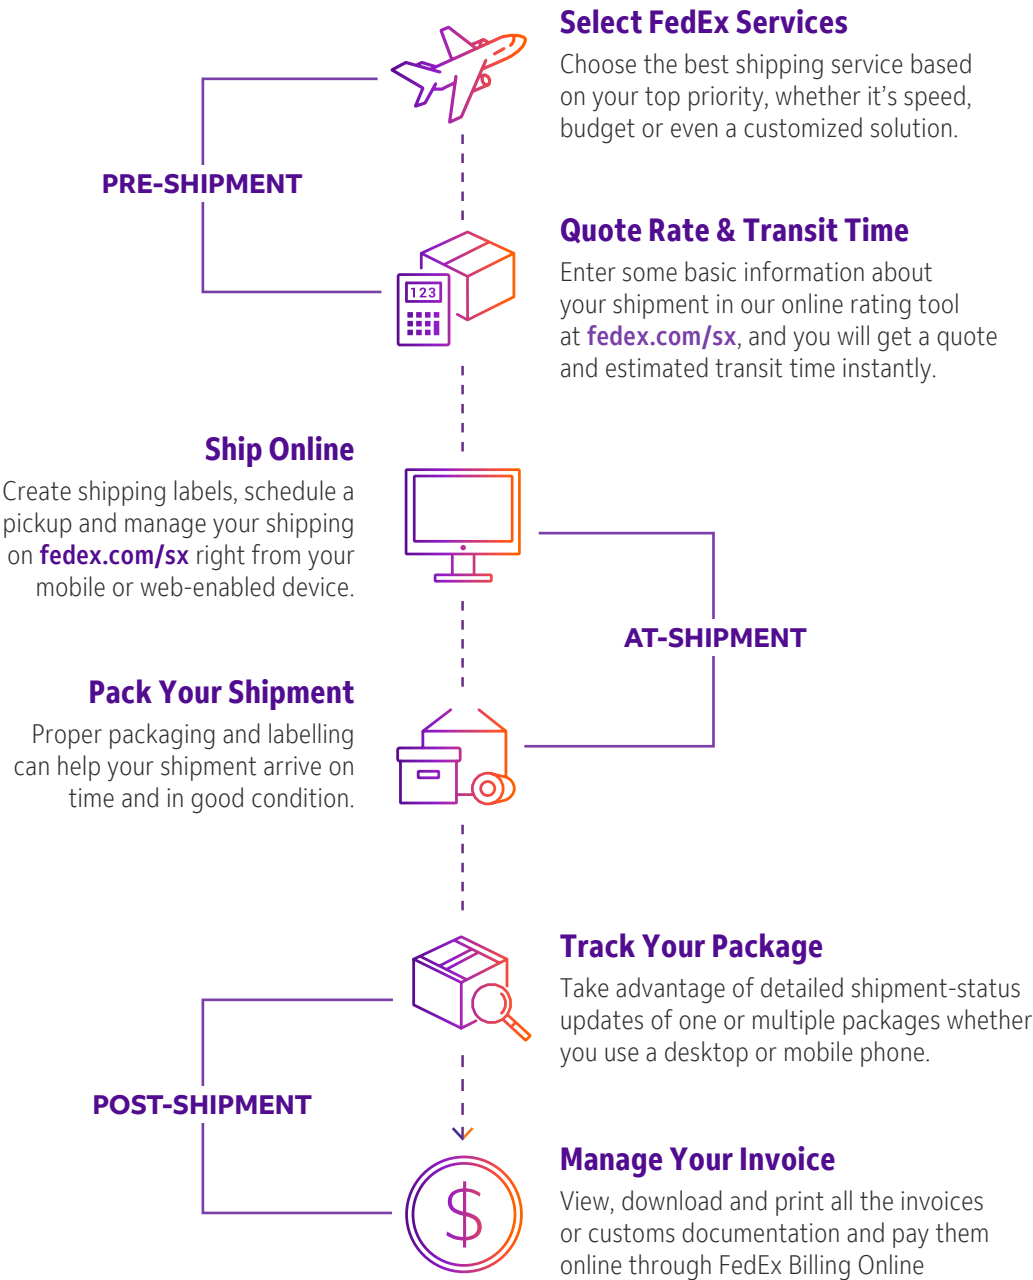 Select FedEx Services
Choose the best shipping service based
on your top priority, whether it’s speed,
budget or even a customized solution.
PRE-SHIPMENT
Quote Rate & Transit Time
Enter some basic information about
your shipment in our online rating tool
at fedex.com/sx, and you will get a quote
and estimated transit time instantly.
123
Ship Online
Create shipping labels, schedule a
pickup and manage your shipping
on fedex.com/sx right from your
mobile or web-enabled device.
AT-SHIPMENT
Pack Your Shipment
Proper packaging and labelling
can help your shipment arrive on
time and in good condition.
Track Your Package
Take advantage of detailed shipment-status
updates of one or multiple packages whether
you use a desktop or mobile phone.
POST-SHIPMENT
Manage Your Invoice
View, download and print all the invoices
or customs documentation and pay them
online through FedEx Billing Online
$